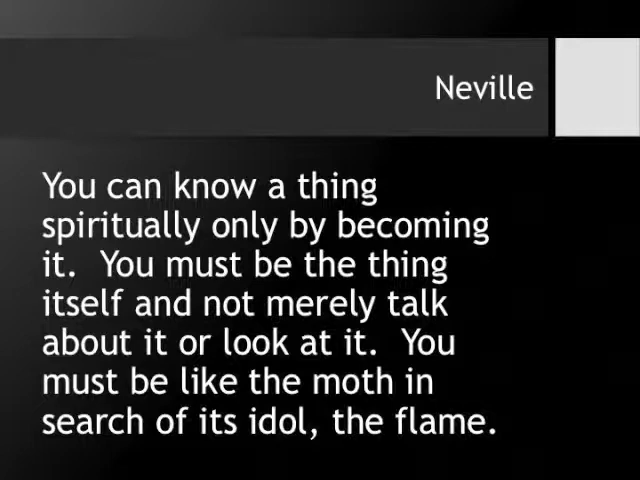 Neville
You can know a thing
spiritually only by becoming
it.  You must be the thing
itself and not merely talk
about it or look at it.  You
must be like the moth in
search of its idol, the flame.